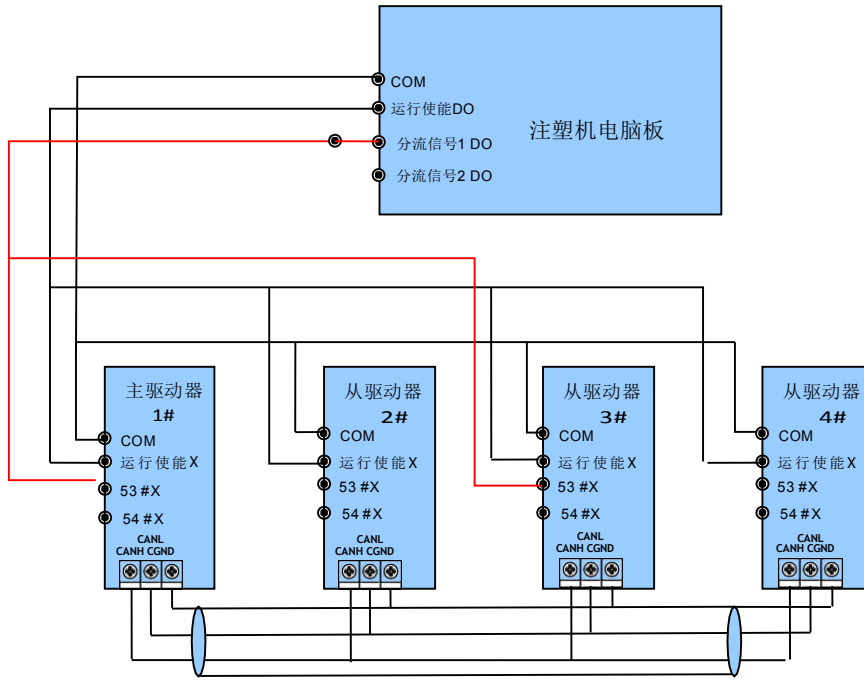 COM
运行使能DO
分流信号1 DO
分流信号2 DO
注塑机电脑板
主驱动器
1#
COM
运行使能X
53 #X
54 #X
CANL
CANH CGND
从驱动器
2#
COM
运行使能X
53 #X
54 #X
CANL
CANH CGND
从驱动器
3#
COM
运行使能X
53 #X
54 #X
CANL
CANH CGND
从驱动器
4#
COM
运行使能X
53 #X
54 #X
CANL
CANH CGND